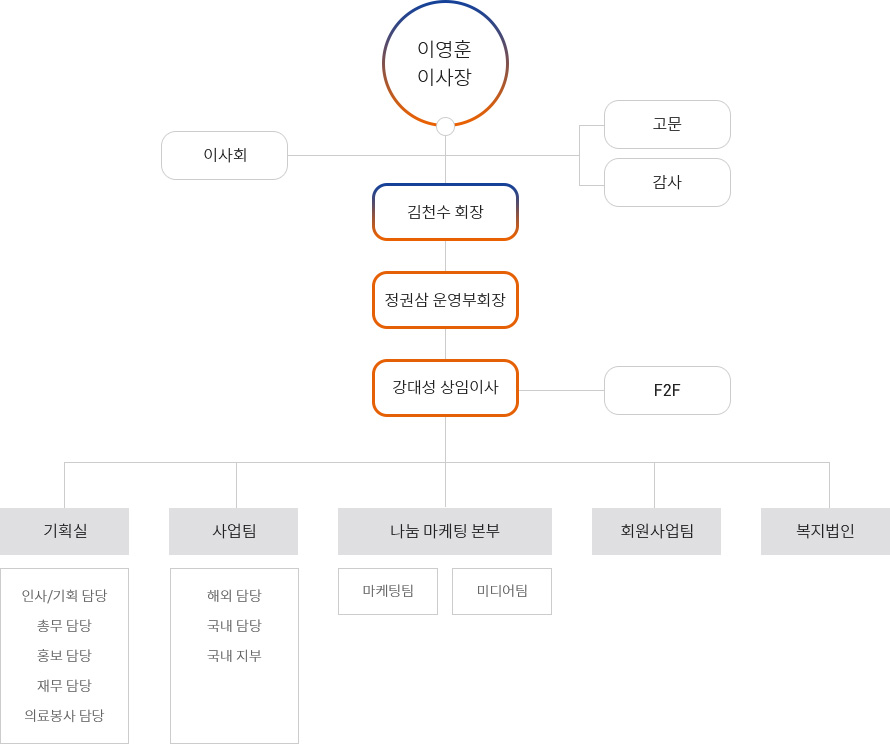 이영훈
이사장
고문
이사회
감사
김천수 회장
정권삼 운영부회장
강대성 상임이사
F2F
기획실
사업팀
나눔 마케팅 본부
회원사업팀
복지법인
인사/기획 담당
총무 담당
홍보 담당
재무 담당
의료봉사 담당
해외 담당
국내 담당
국내 지부
마케팅팀
미디어팀